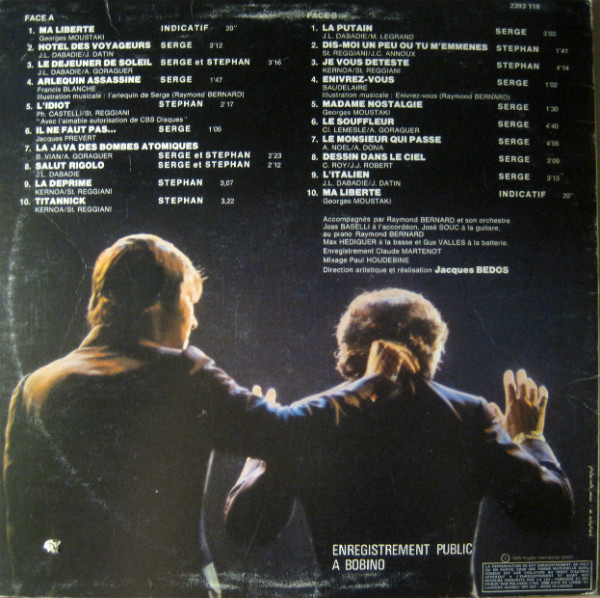 FACE A
1. MA LIBERTE INDICATIF 20"
Georges MOUSTAKI
2. HOTEL DES VOYAGEURS SERGE 3'12
J.L. DABADIE/J. DATIN
3. LE DEJEUNER DE SOLEIL SERGE et STEPHAN 3'16
J.L. DABADIE/A. GORAGUER
4. ARLEQUIN ASSASSINE SERGE 1'47
Francis BLANCHE
Illustration musicale : l'arlequin de Serge (Raymond BERNARD)
5. L'IDIOT STEPHAN 2'17
Ph. CASTELLI/St. REGGIANI
"Avec l'aimable autorisation de CBS Disques"
6. IL NE FAUT PAS... SERGE 1'06
Jacques PREVERT
7. LA JAVA DES BOMBES ATOMIQUES
B. VIAN/A. GORAGUER SERGE et STEPHAN 2'23
8. SALUT RIGOLO SERGE et STEPHAN 2'12
J.L. DABADIE
9. LA DEPRIME STEPHAN 3,07
KERNOA/St. REGGIANI
10. TITANNICK STEPHAN 3,22
KERNOA/St. REGGIANI
2393 118
FACE B
1. LA PUTAIN SERGE 3'03
J.L. DABADIE/M. LEGRAND
2. DIS-MOI UN PEU OU TU M'EMMENES STEPHAN 1'41
St. REGGIANI/J.C. ANNOUX
3. JE VOUS DETESTE STEPHAN 4'14
KERNOA/St. REGGIANI
4. ENIVREZ-VOUS SERGE 1'02
BAUDELAIRE
Illustration musicale : Enivrez-vous (Raymond BERNARD)
5. MADAME NOSTALGIE SERGE 1'30
Georges MOUSTAKI
6. LE SOUFFLEUR SERGE 4'40
Cl. LEMESLE/A. GORAGUER
7. LE MONSIEUR QUI PASSE SERGE 4'05
A. NOEL/A. DONA
8. DESSIN DANS LE CIEL SERGE 3'09
C. ROY/J.J. ROBERT
9. L'ITALIEN SERGE 3'13
J.L. DABADIE/J. DATIN
10. MA LIBERTE INDICATIF 20"
Georges MOUSTAKI
Accompagnés par Raymond BERNARD et son orchestre
Joss BASELLI à l'accordéon, José SOUC à la guitare,
au piano Raymond BERNARD
Max HEDIGUER à la basse et Gus VALLES à la batterie.
Enregistrement Claude MARTENOT
Mixage Paul HOUDEBINE
Direction artistique et réalisation Jacques BEDOS
ENREGISTREMENT PUBLIC
A BOBINO